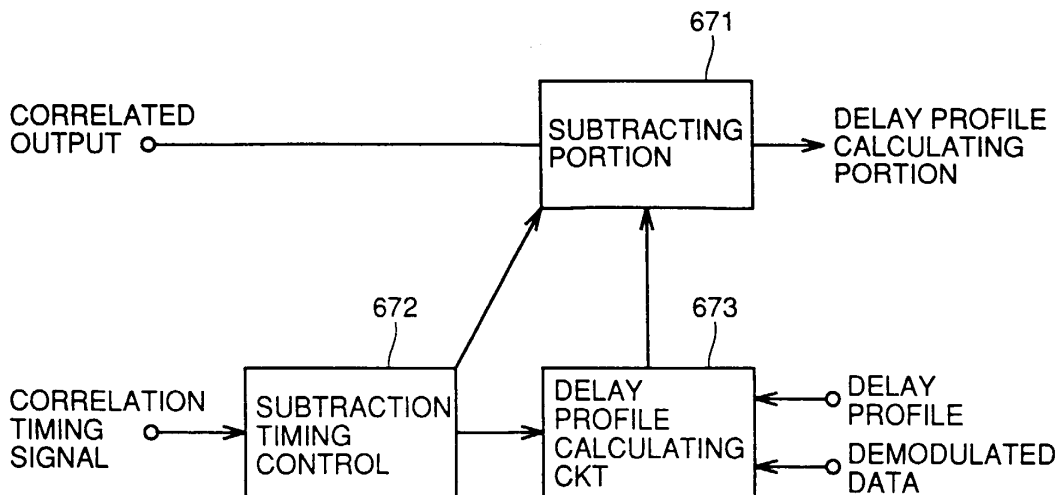 671
CORRELATED
OUTPUT
SUBTRACTING
PORTION
DELAY PROFILE
CALCULATING
PORTION
672
673
CORRELATION
TIMING
SIGNAL
SUBTRACTION
TIMING
CONTROL
DELAY
PROFILE
CALCULATING
CKT
DELAY
PROFILE
DEMODULATED
DATA